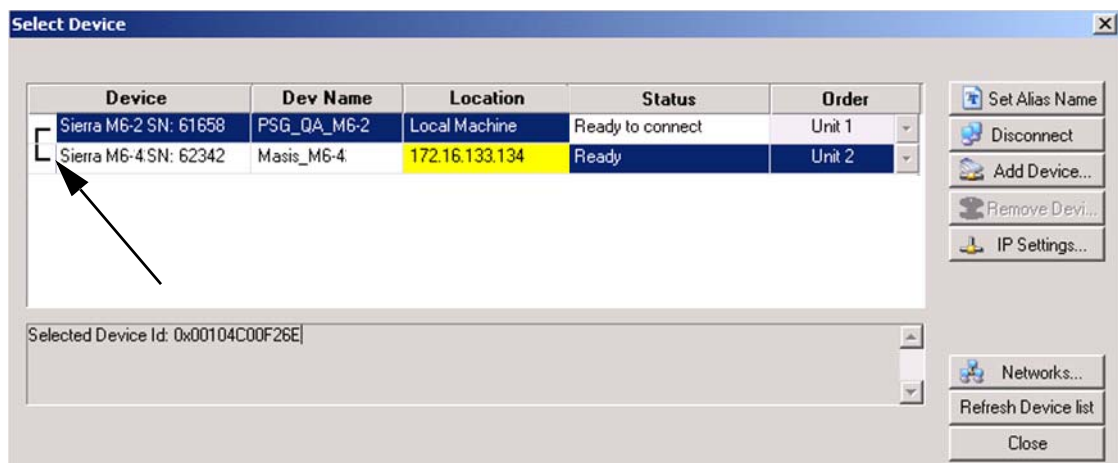 Select Device
Device Dev Name Location Status Order
Sierra M6-2 SN: 61658 PSG_QA_M6-2 Local Machine Ready to connect Unit 1
Sierra M6-4 SN: 62342 Masis_M6-4 172.16.133.134 Ready Unit 2
Set Alias Name
Disconnect
Add Device...
Remove Devi...
IP Settings...
Selected Device Id: 0x00104C00F26E
Networks...
Refresh Device list
Close